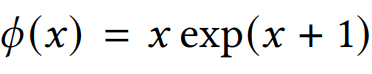 ϕ(x) = x exp(x + 1)